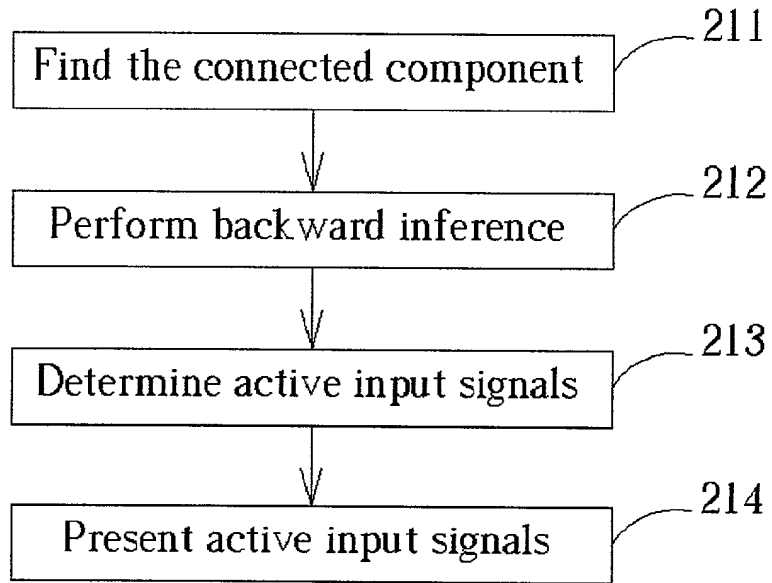 211
Find the connected component
212
Perform backward inference
213
Determine active input signals
214
Present active input signals